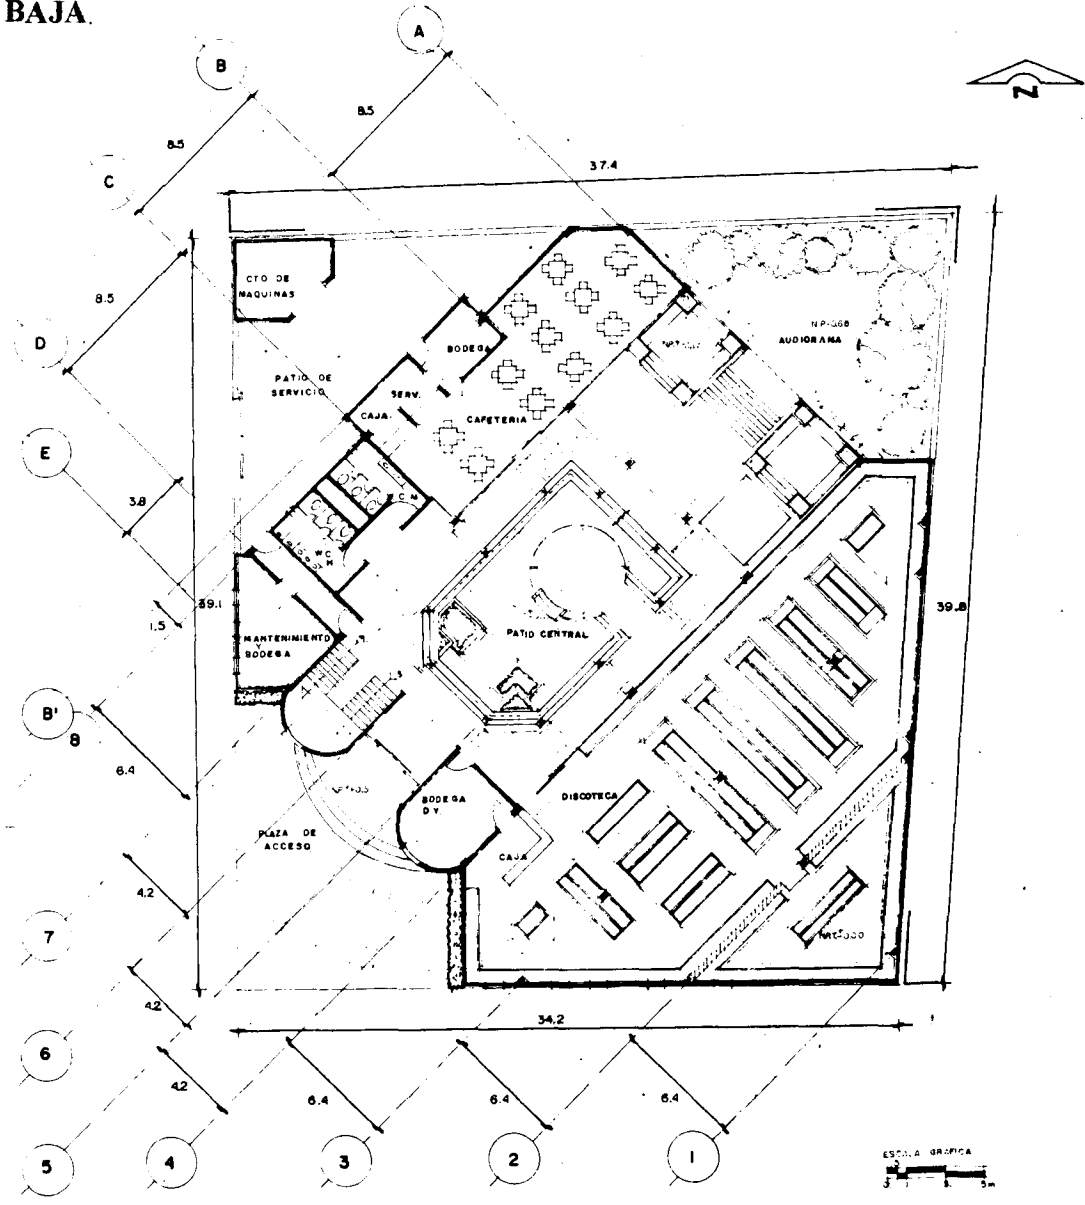 BAJA.
A
B
8.5
8.5
37.4
N
C
CTO DE
MAQUINAS
8.5
D
BODEGA
AUDIORAMA
PATIO DE
SERVICIO
SERV.
CAJA
CAFETERIA
E
W.C.M
3.8
W C
H
39.1
39.8
1.5
MANTENIMIENTO
Y
BODEGA
PATIO CENTRAL
B'
8
6.4
BODEGA
D.V.
DISCOTECA
PLAZA DE
ACCESO
CAJA
4.2
7
4.2
34.2
6
4.2
6.4
6.4
6.4
5
4
3
2
1
ESCALA GRAFICA
5m